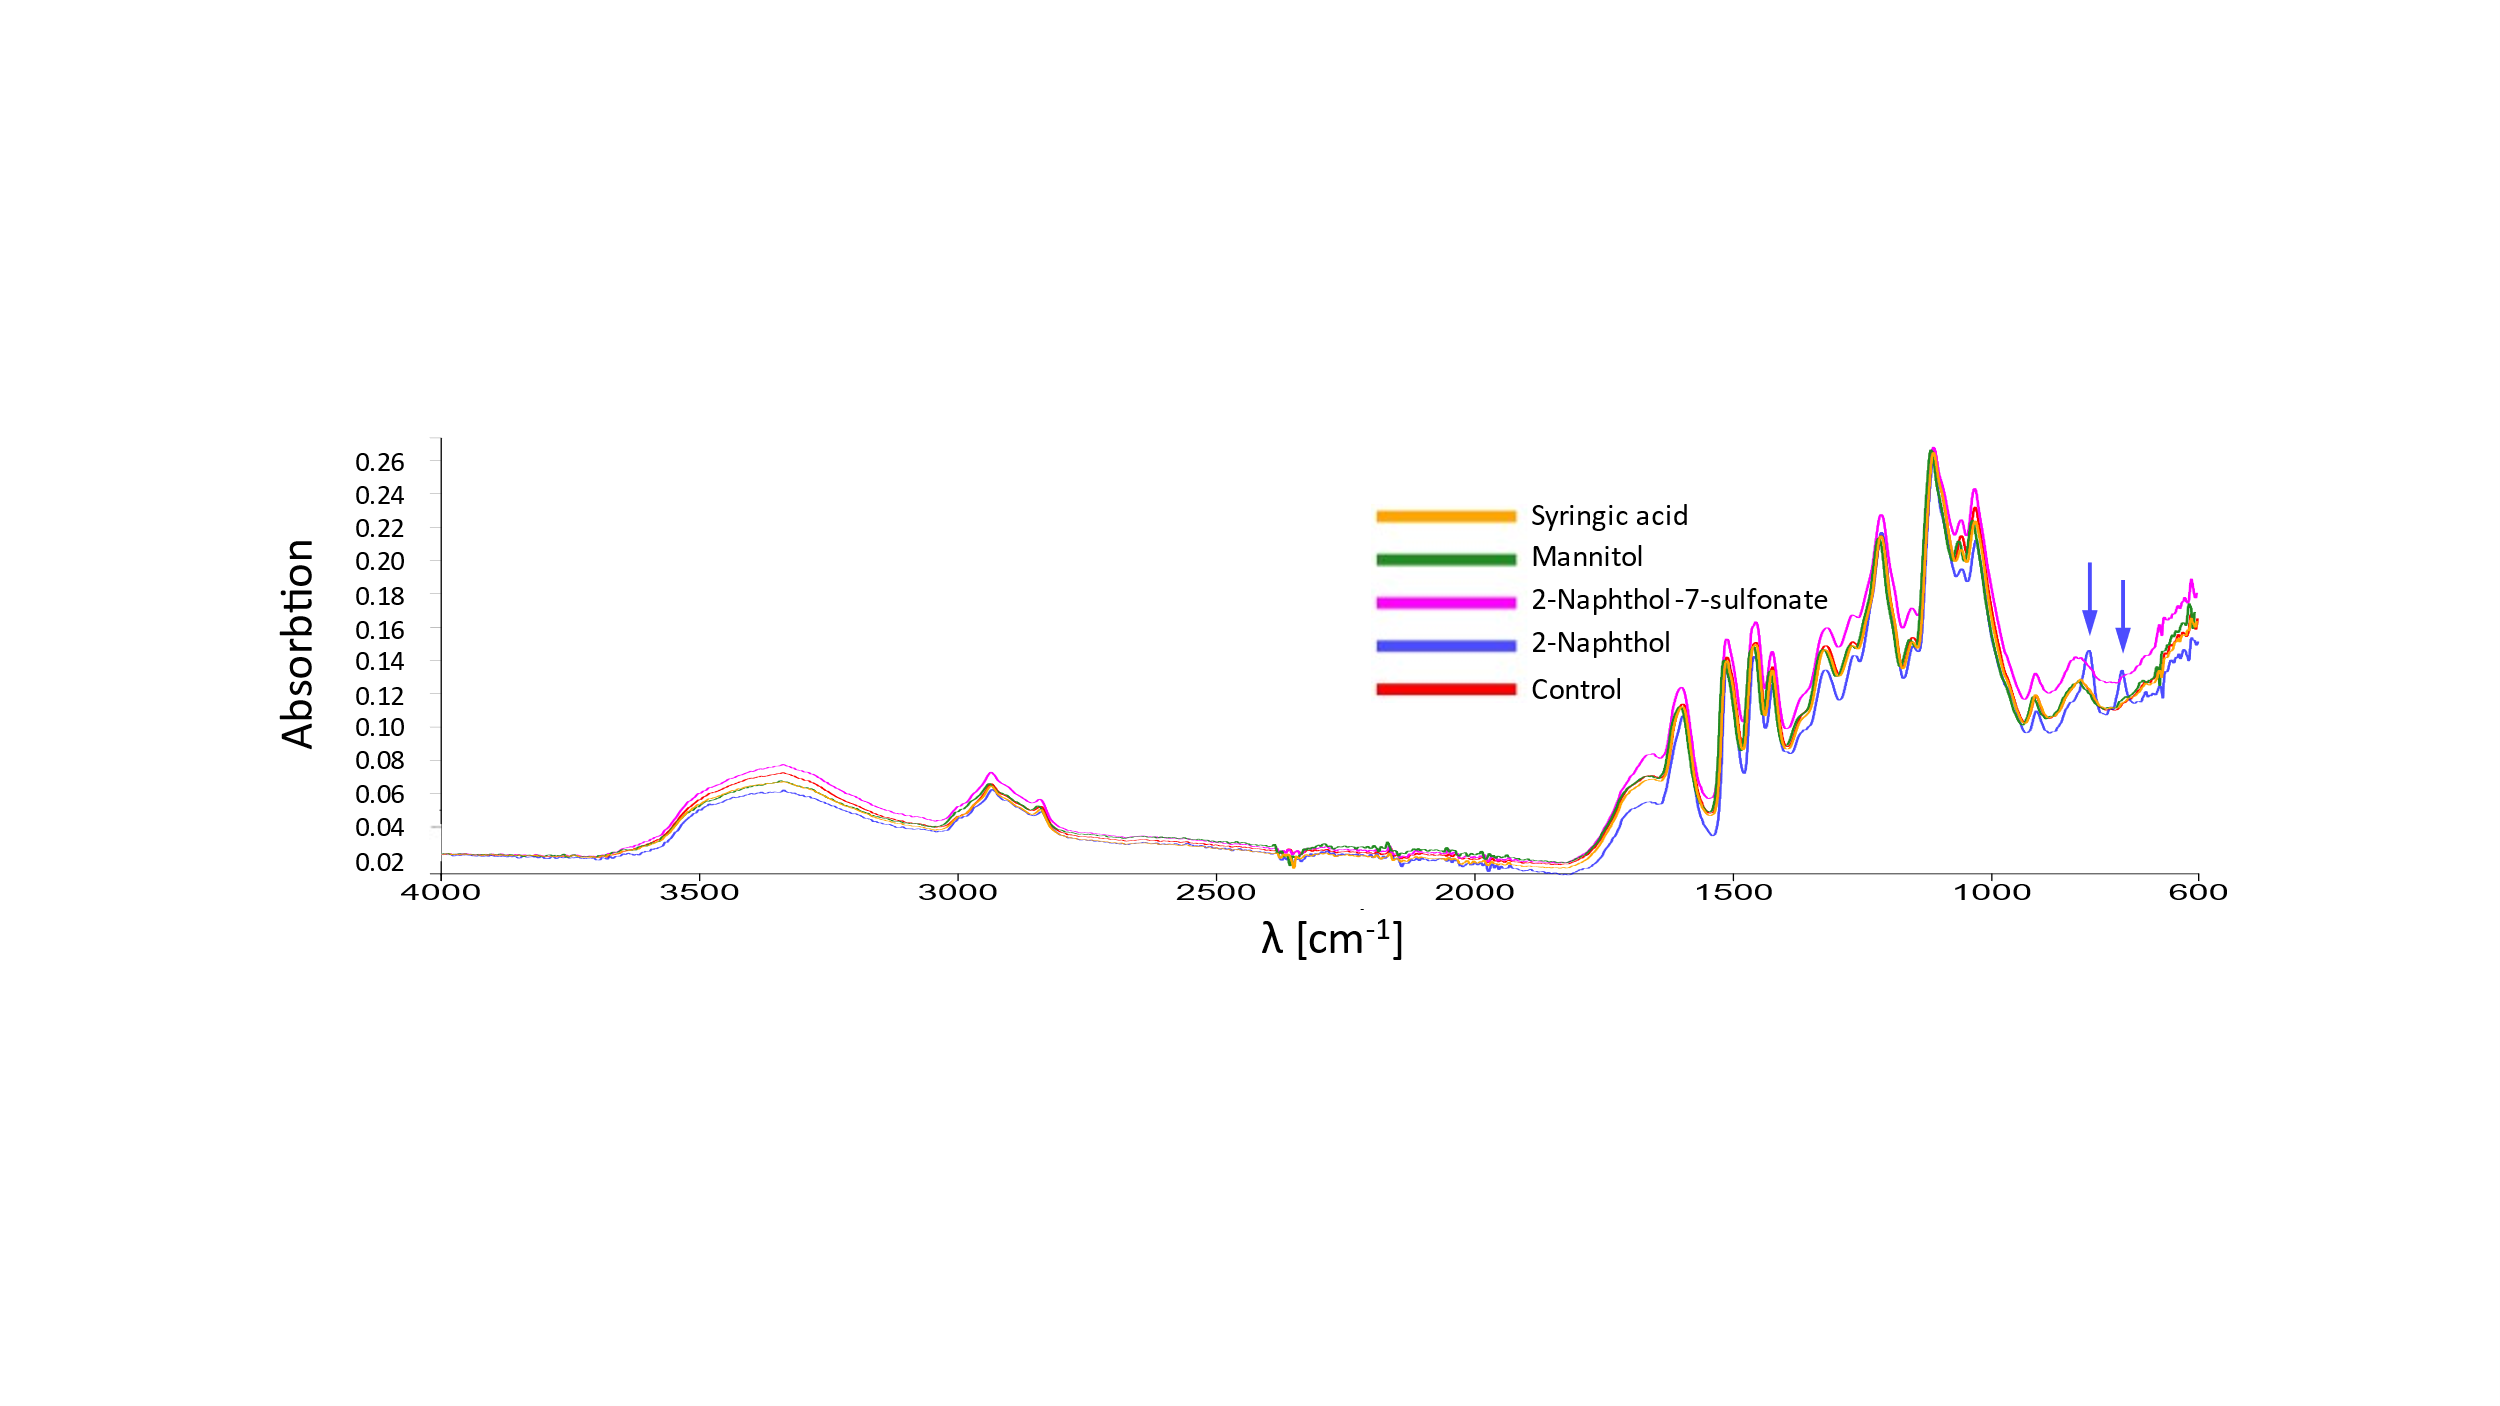 Absorbtion
0.26
0.24
0.22
0.20
0.18
0.16
0.14
0.12
0.10
0.08
0.06
0.04
0.02
Syringic acid
Mannitol
2-Naphthol-7-sulfonate
2-Naphthol
Control
4000 3500 3000 2500 2000 1500 1000 600
λ [cm⁻¹]